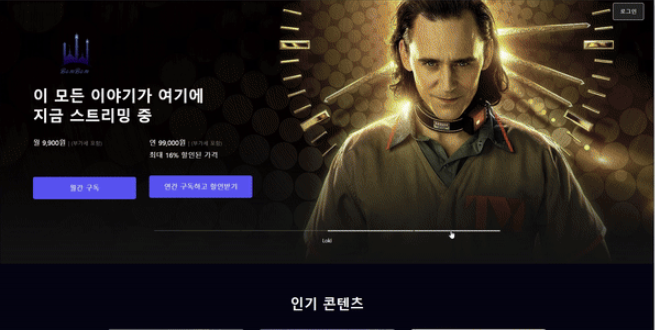 로그인
이 모든 이야기가 여기에
지금 스트리밍 중
월 9,900원 | (부가세 포함)
연 99,000원 | (부가세 포함)
최대 16% 할인된 가격
월간 구독
연간 구독하고 할인받기
Loki
인기 콘텐츠